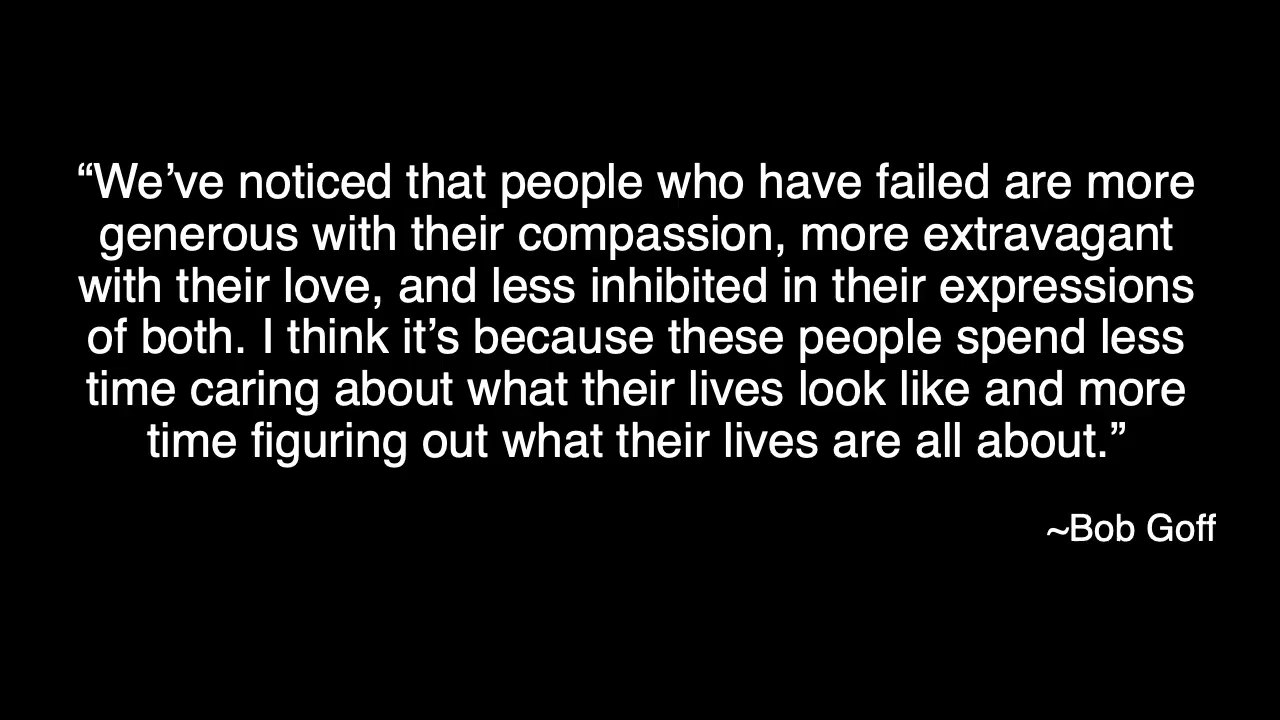 “We’ve noticed that people who have failed are more
generous with their compassion, more extravagant
with their love, and less inhibited in their expressions
of both. I think it’s because these people spend less
time caring about what their lives look like and more
time figuring out what their lives are all about.”
~Bob Goff